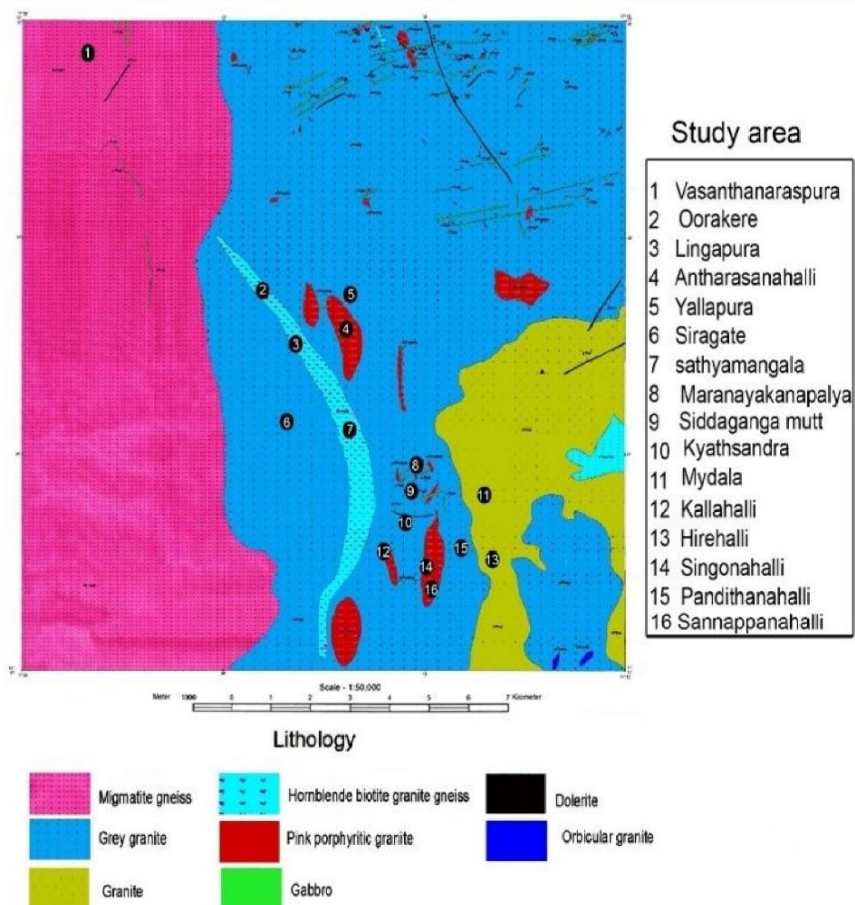 1
2
5
4
3
6
7
8
9
11
10
12
15
13
14
16
Study area
1 Vasanthanaraspura
2 Oorakere
3 Lingapura
4 Antharasanahalli
5 Yallapura
6 Siragate
7 sathyamangala
8 Maranayakanapalya
9 Siddaganga mutt
10 Kyathsandra
11 Mydala
12 Kallahalli
13 Hirehalli
14 Singonahalli
15 Pandithanahalli
16 Sannappanahalli
Scale - 1:50,000
Meter 1000 0 1 2 3 4 5 6 7 Kilometer
Lithology
Migmatite gneiss
Hornblende biotite granite gneiss
Dolerite
Grey granite
Pink porphyritic granite
Orbicular granite
Granite
Gabbro